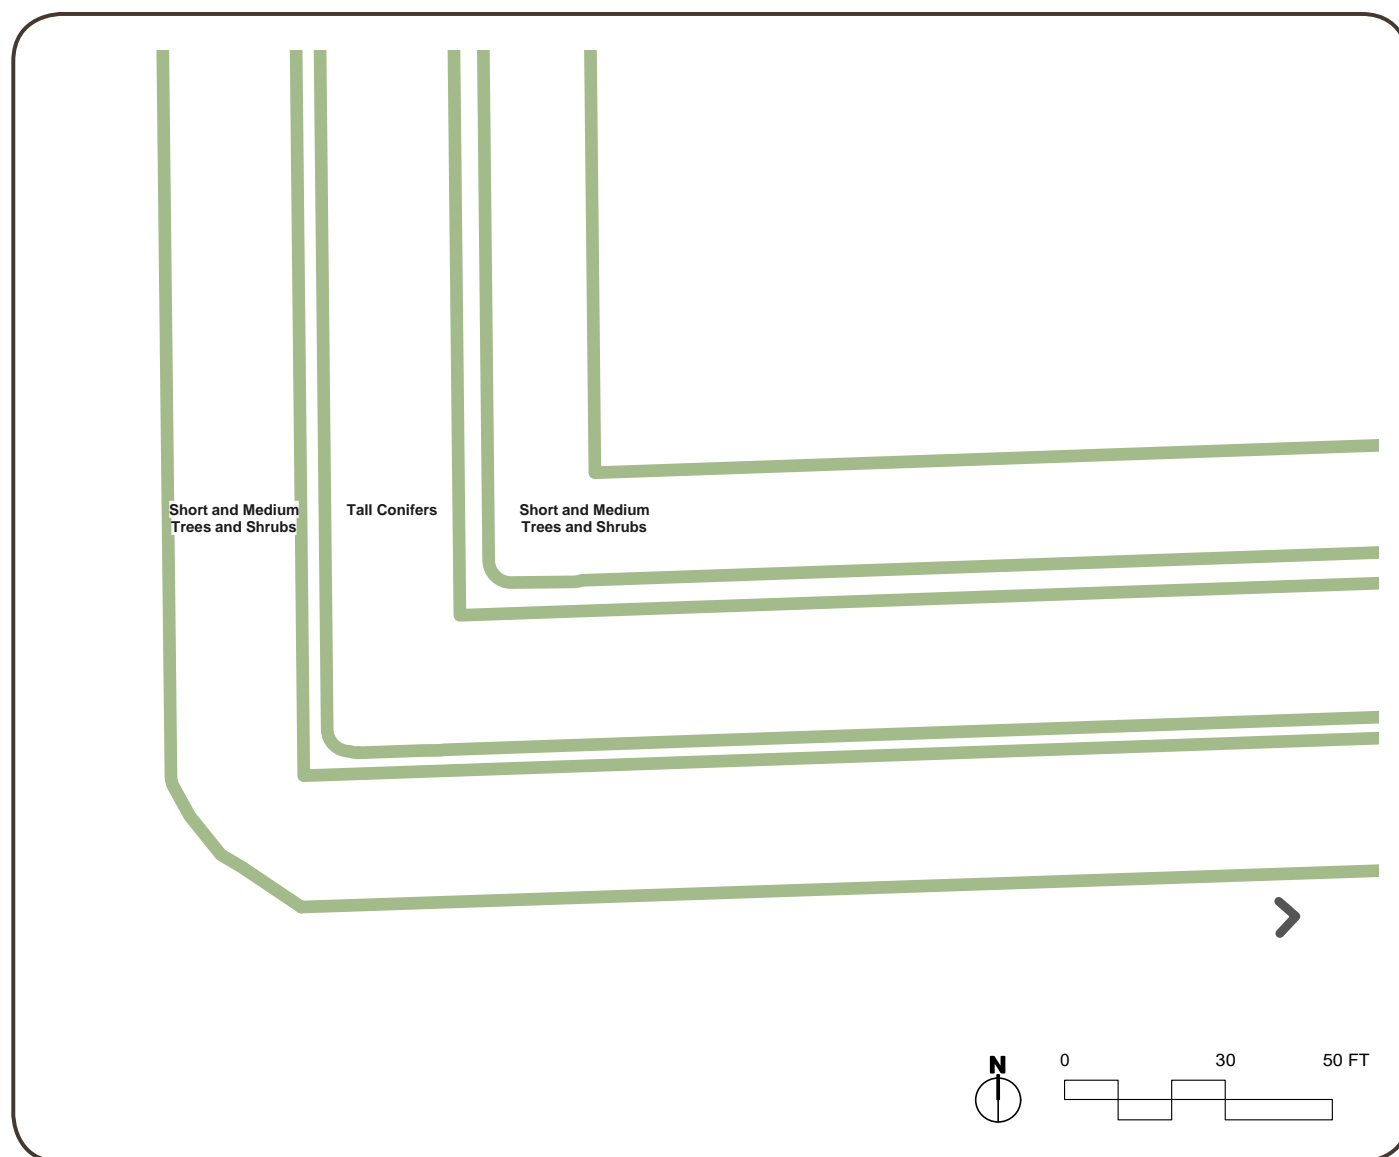 Short and Medium
Trees and Shrubs
Tall Conifers
Short and Medium
Trees and Shrubs
N
0 30 50 FT